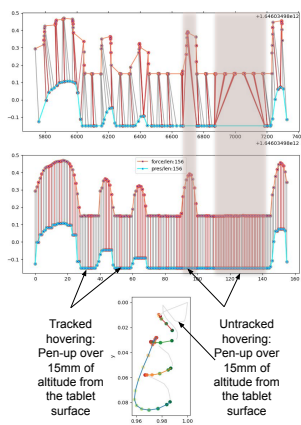 0.5
0.4
0.3
0.2
0.1
0.0
−0.1
5800 6000 6200 6400 6600 6800 7000 7200 7400
+1.64603498e12
+1.64603498e12
0.5
0.4
0.3
0.2
0.1
0.0
−0.1
force/len:156
pres/len:156
0 20 40 60 80 100 120 140 160
Tracked
hovering:
Pen-up over
15mm of
altitude from
the tablet
surface
0.00
0.02
0.04
0.06
0.08
y
0.96 0.98 1.00
Untracked
hovering:
Pen-up over
15mm of
altitude from
the tablet
surface